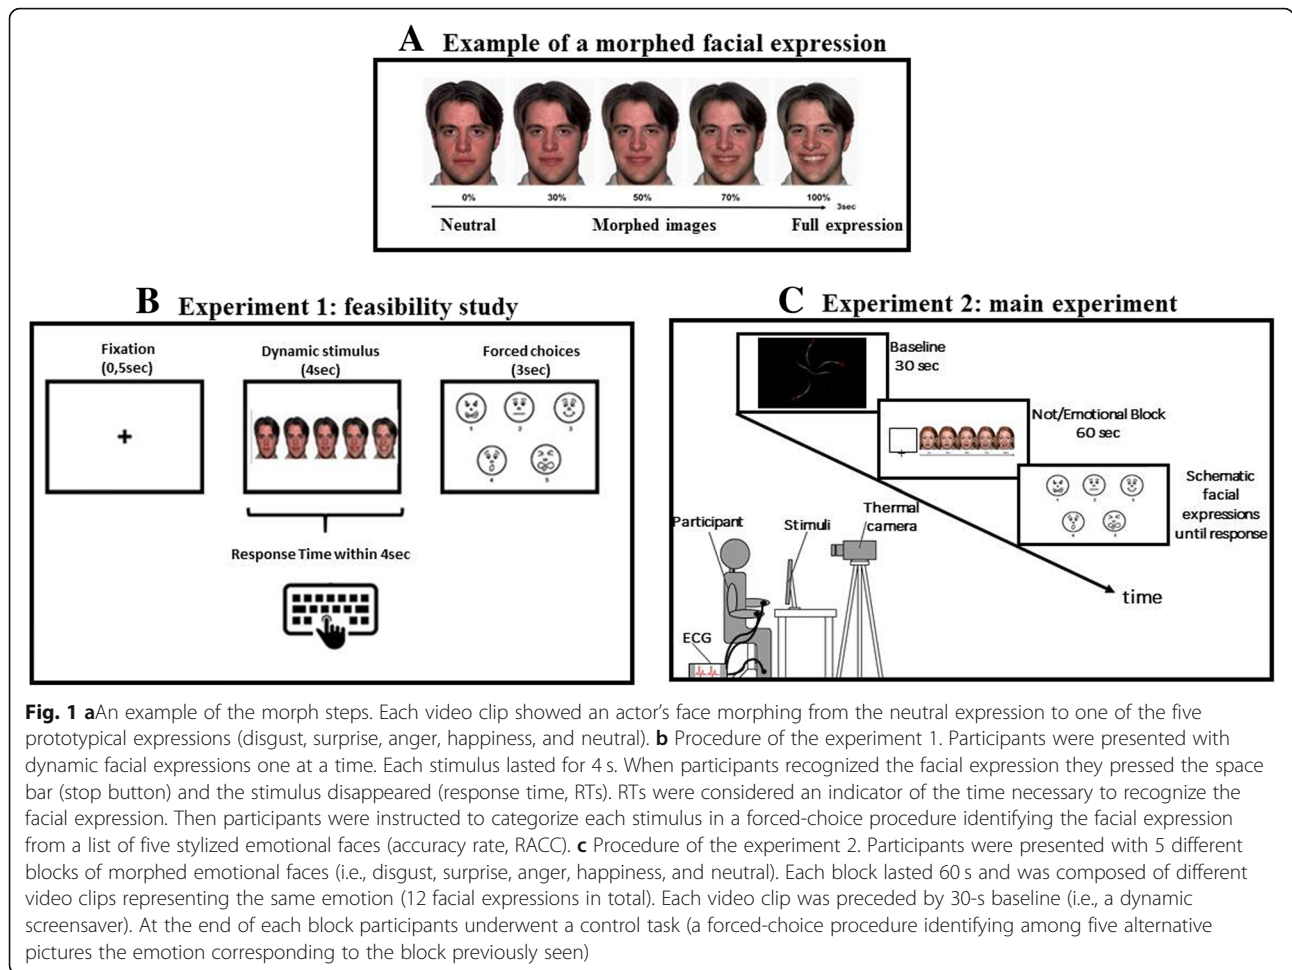 A Example of a morphed facial expression
0% 30% 50% 70% 100%
3sec
Neutral Morphed images Full expression
B Experiment 1: feasibility study
Fixation
(0,5sec)
Dynamic stimulus
(4sec)
Forced choices
(3sec)
+
1 2 3
4 5
Response Time within 4sec
C Experiment 2: main experiment
Baseline
30 sec
Not/Emotional Block
60 sec
Schematic
facial
expressions
until response
Participant
Stimuli
Thermal
camera
ECG
time
Fig. 1 aAn example of the morph steps. Each video clip showed an actor's face morphing from the neutral expression to one of the five
prototypical expressions (disgust, surprise, anger, happiness, and neutral). b Procedure of the experiment 1. Participants were presented with
dynamic facial expressions one at a time. Each stimulus lasted for 4 s. When participants recognized the facial expression they pressed the space
bar (stop button) and the stimulus disappeared (response time, RTs). RTs were considered an indicator of the time necessary to recognize the
facial expression. Then participants were instructed to categorize each stimulus in a forced-choice procedure identifying the facial expression
from a list of five stylized emotional faces (accuracy rate, RACC). c Procedure of the experiment 2. Participants were presented with 5 different
blocks of morphed emotional faces (i.e., disgust, surprise, anger, happiness, and neutral). Each block lasted 60 s and was composed of different
video clips representing the same emotion (12 facial expressions in total). Each video clip was preceded by 30-s baseline (i.e., a dynamic
screensaver). At the end of each block participants underwent a control task (a forced-choice procedure identifying among five alternative
pictures the emotion corresponding to the block previously seen)